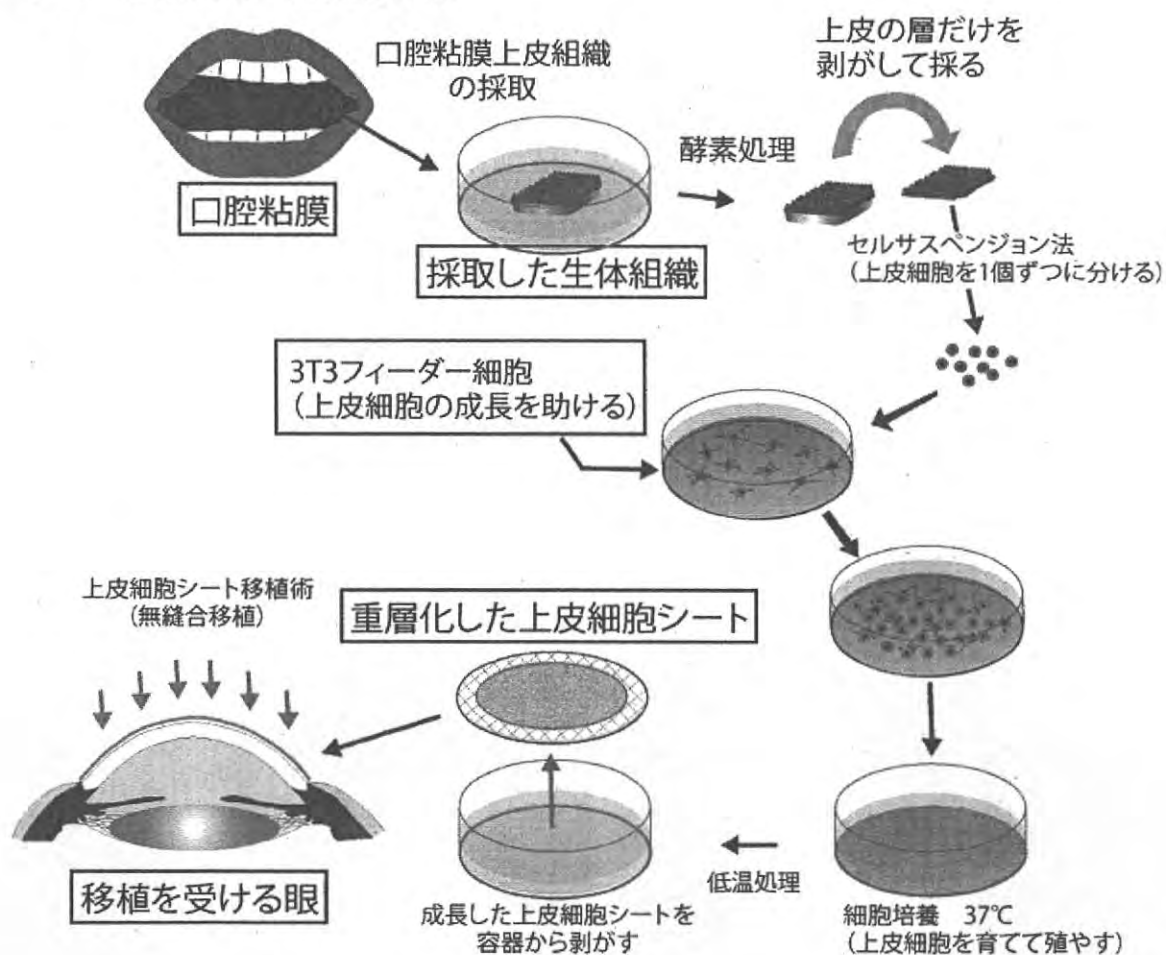 口腔粘膜上皮組織
の採取
上皮の層だけを
剥がして採る
酵素処理
口腔粘膜
採取した生体組織
セルサスペンジョン法
(上皮細胞を1個ずつに分ける)
3T3フィーダー細胞
(上皮細胞の成長を助ける)
上皮細胞シート移植術
(無縫合移植)
重層化した上皮細胞シート
移植を受ける眼
低温処理
成長した上皮細胞シートを
容器から剥がす
細胞培養 37℃
(上皮細胞を育てて殖やす)